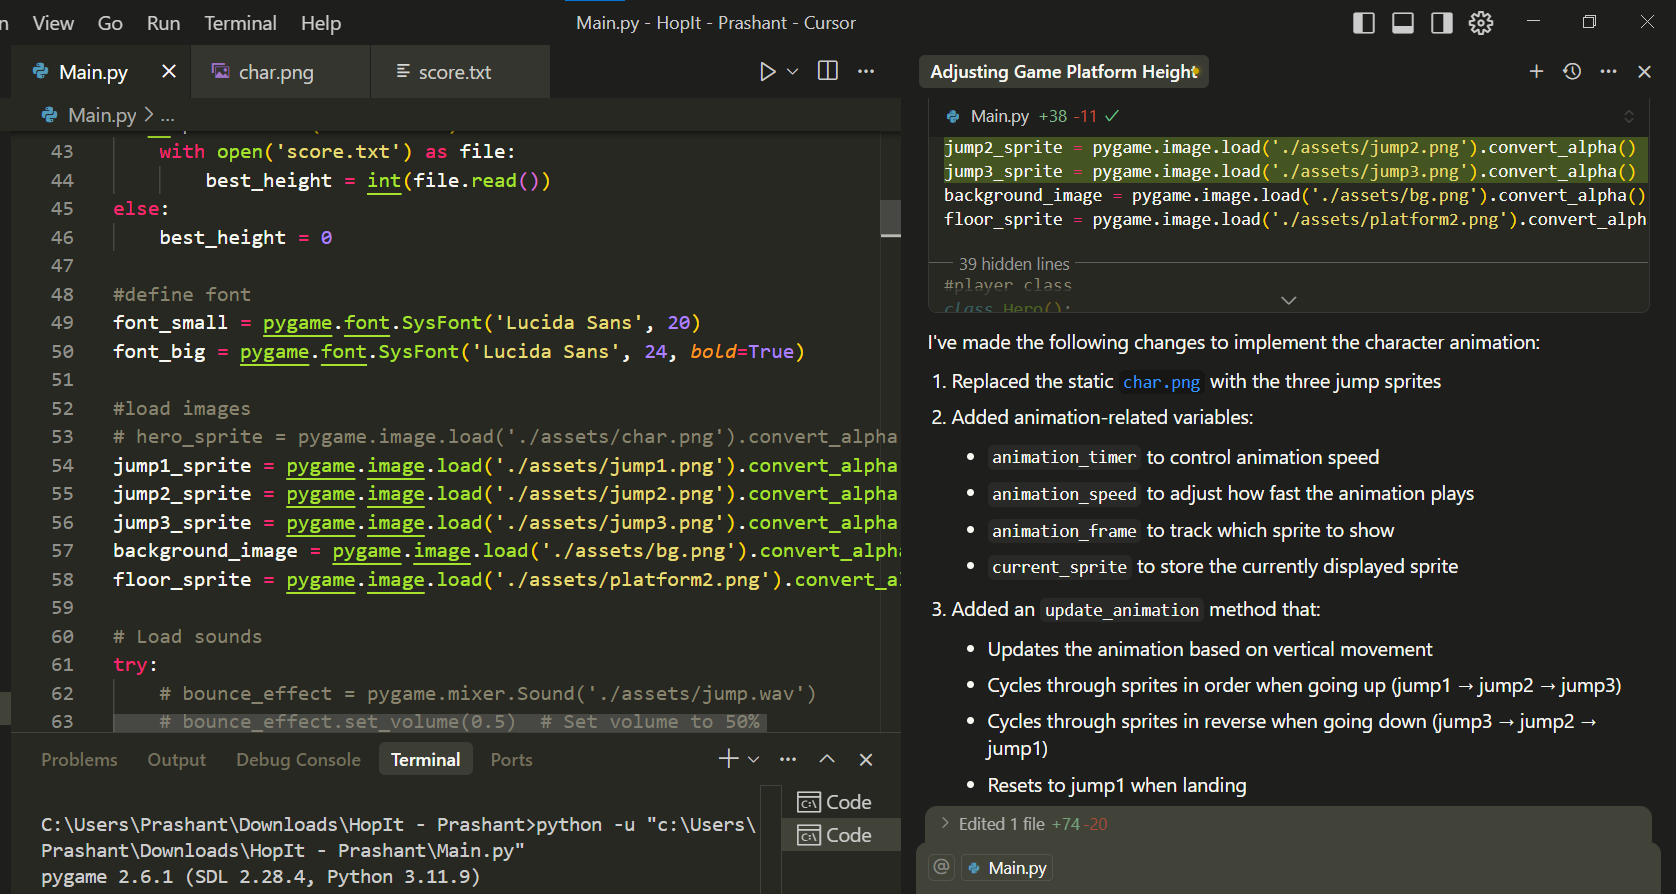 View Go Run Terminal Help
Main.py - HopIt - Prashant - Cursor
Main.py
char.png
score.txt
Main.py > ...
43 with open('score.txt') as file:
44 best_height = int(file.read())
45 else:
46 best_height = 0
47
48 #define font
49 font_small = pygame.font.SysFont('Lucida Sans', 20)
50 font_big = pygame.font.SysFont('Lucida Sans', 24, bold=True)
51
52 #load images
53 # hero_sprite = pygame.image.load('./assets/char.png').convert_alpha
54 jump1_sprite = pygame.image.load('./assets/jump1.png').convert_alpha
55 jump2_sprite = pygame.image.load('./assets/jump2.png').convert_alpha
56 jump3_sprite = pygame.image.load('./assets/jump3.png').convert_alpha
57 background_image = pygame.image.load('./assets/bg.png').convert_alpha
58 floor_sprite = pygame.image.load('./assets/platform2.png').convert_a
59
60 # Load sounds
61 try:
62 # bounce_effect = pygame.mixer.Sound('./assets/jump.wav')
63 # bounce_effect.set_volume(0.5) # Set volume to 50%
Problems Output Debug Console Terminal Ports
C:\Users\Prashant\Downloads\HopIt - Prashant>python -u "c:\Users\
Prashant\Downloads\HopIt - Prashant\Main.py"
pygame 2.6.1 (SDL 2.28.4, Python 3.11.9)
Code
Code
Adjusting Game Platform Height
Main.py +38 -11
jump2_sprite = pygame.image.load('./assets/jump2.png').convert_alpha()
jump3_sprite = pygame.image.load('./assets/jump3.png').convert_alpha()
background_image = pygame.image.load('./assets/bg.png').convert_alpha()
floor_sprite = pygame.image.load('./assets/platform2.png').convert_alph
39 hidden lines
#player class
class Hero():
I've made the following changes to implement the character animation:
1. Replaced the static char.png with the three jump sprites
2. Added animation-related variables:
• animation_timer to control animation speed
• animation_speed to adjust how fast the animation plays
• animation_frame to track which sprite to show
• current_sprite to store the currently displayed sprite
3. Added an update_animation method that:
• Updates the animation based on vertical movement
• Cycles through sprites in order when going up (jump1 → jump2 → jump3)
• Cycles through sprites in reverse when going down (jump3 → jump2 →
jump1)
• Resets to jump1 when landing
> Edited 1 file +74 -20
@ Main.py